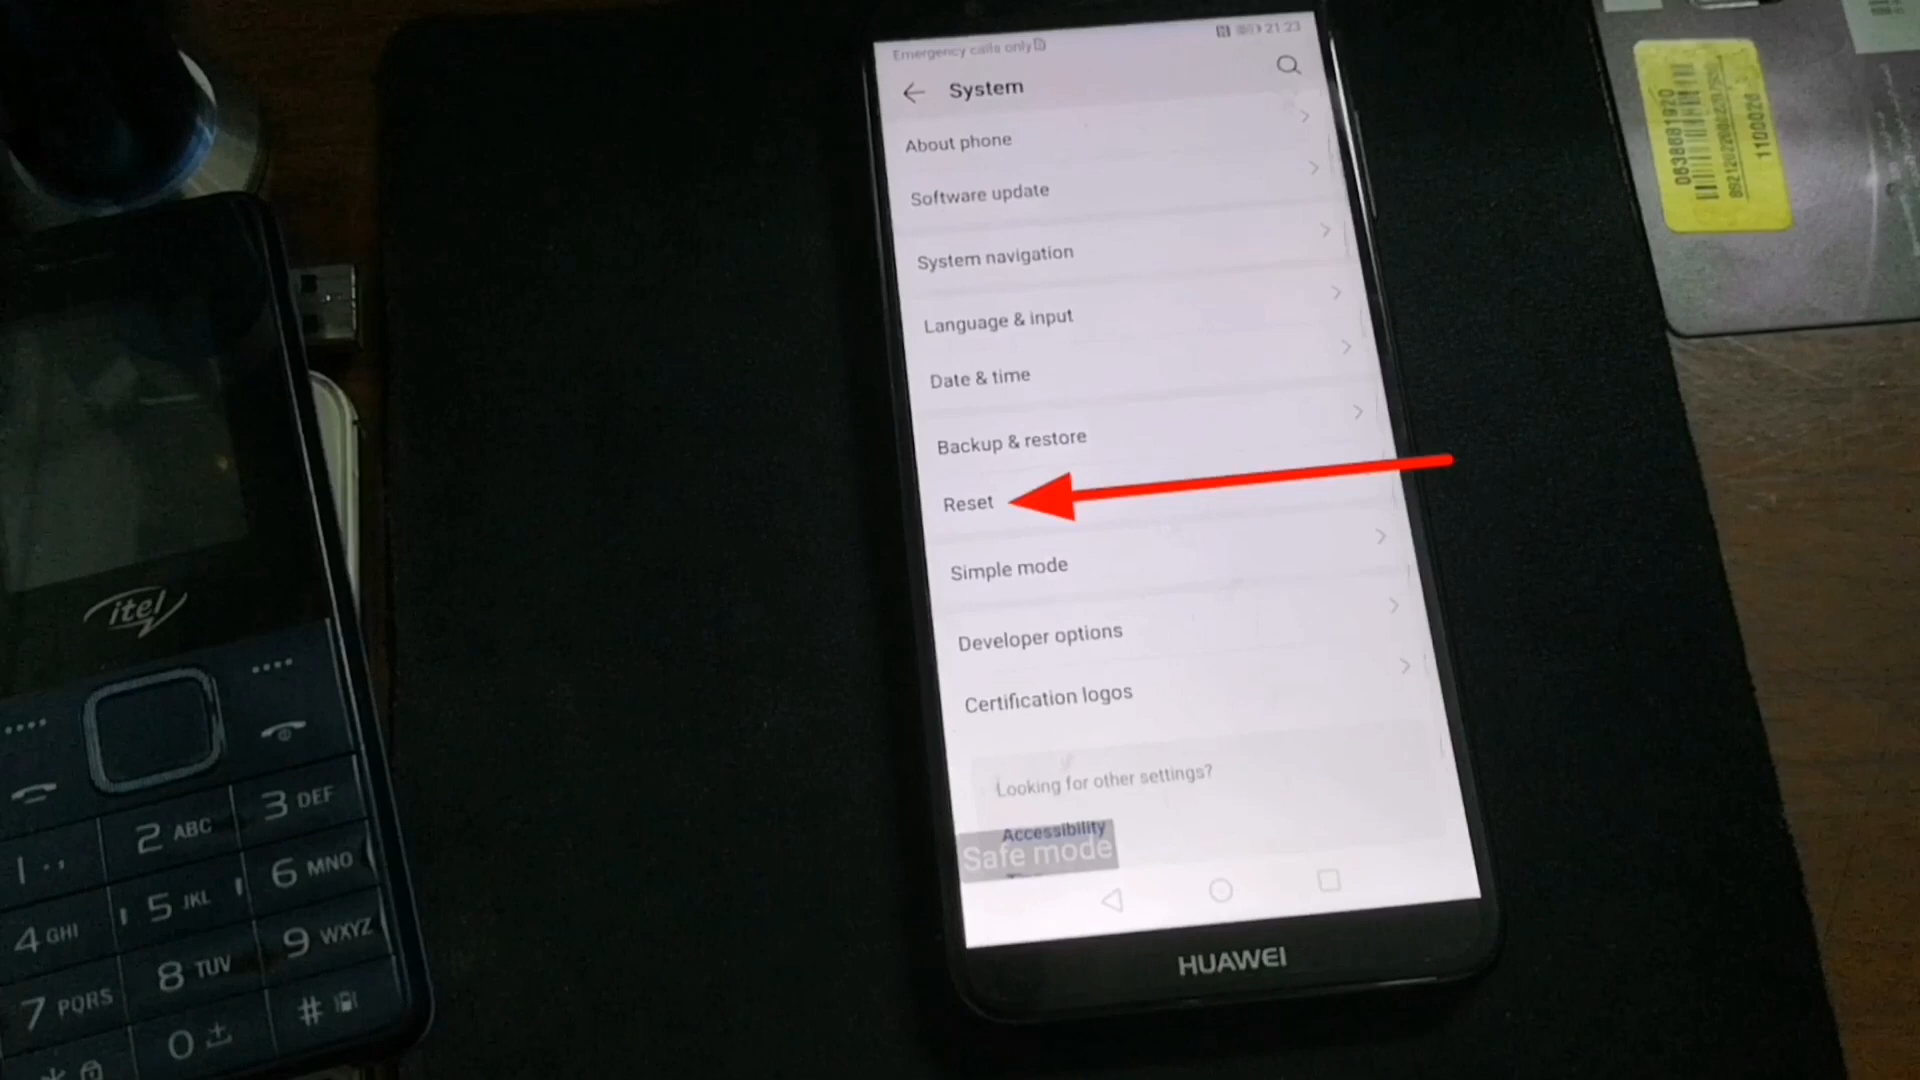 Emergency calls only
21:23
System
About phone
Software update
System navigation
Language & input
Date & time
Backup & restore
Reset
Simple mode
Developer options
Certification logos
Looking for other settings?
Accessibility
Safe mode
HUAWEI
itel
2 ABC
3 DEF
4 GHI
5 JKL
6 MNO
7 PQRS
8 TUV
9 WXYZ
0
#
1100020